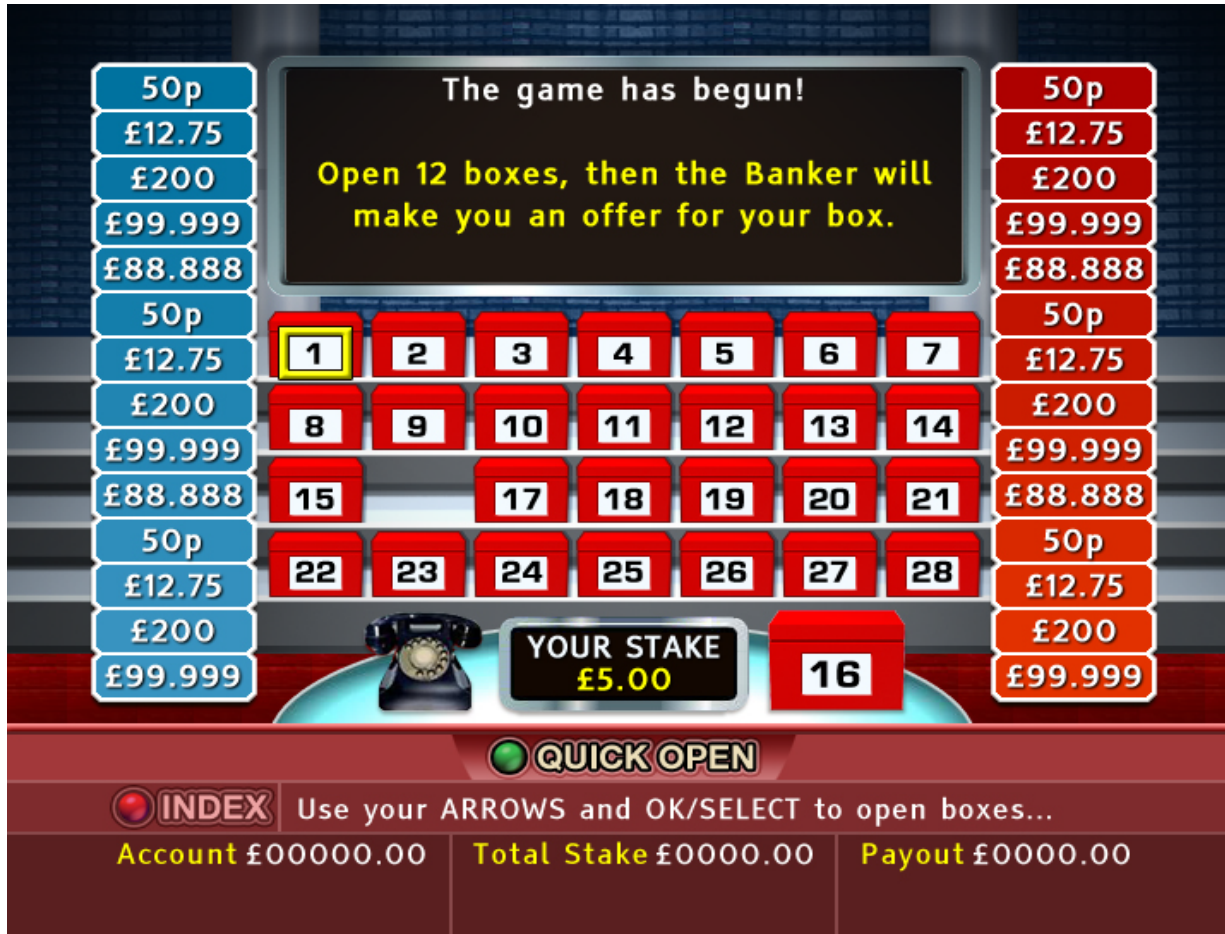 The game has begun!
Open 12 boxes, then the Banker will
make you an offer for your box.
50p
£12.75
£200
£99.999
£88.888
50p
£12.75
£200
£99.999
£88.888
50p
£12.75
£200
£99.999
1 2 3 4 5 6 7
8 9 10 11 12 13 14
15 17 18 19 20 21
22 23 24 25 26 27 28
50p
£12.75
£200
£99.999
£88.888
50p
£12.75
£200
£99.999
£88.888
50p
£12.75
£200
£99.999
YOUR STAKE
£5.00
16
QUICK OPEN
INDEX Use your ARROWS and OK/SELECT to open boxes...
Account £00000.00 Total Stake £0000.00 Payout £0000.00